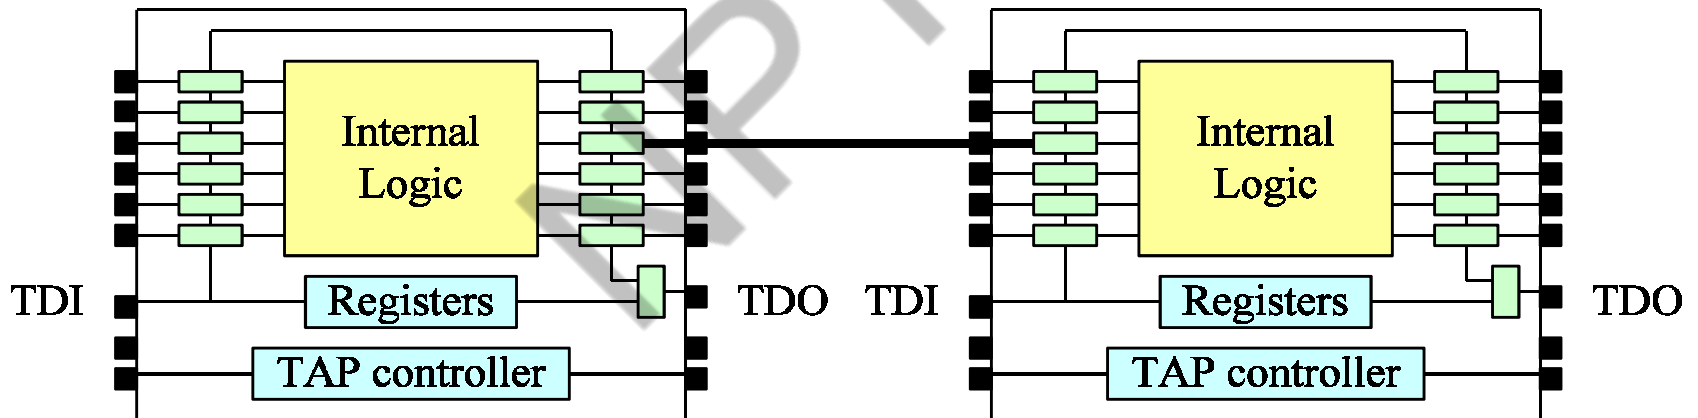 Internal
Logic
Internal
Logic
TDI
Registers
TDO
TDI
Registers
TDO
TAP controller
TAP controller